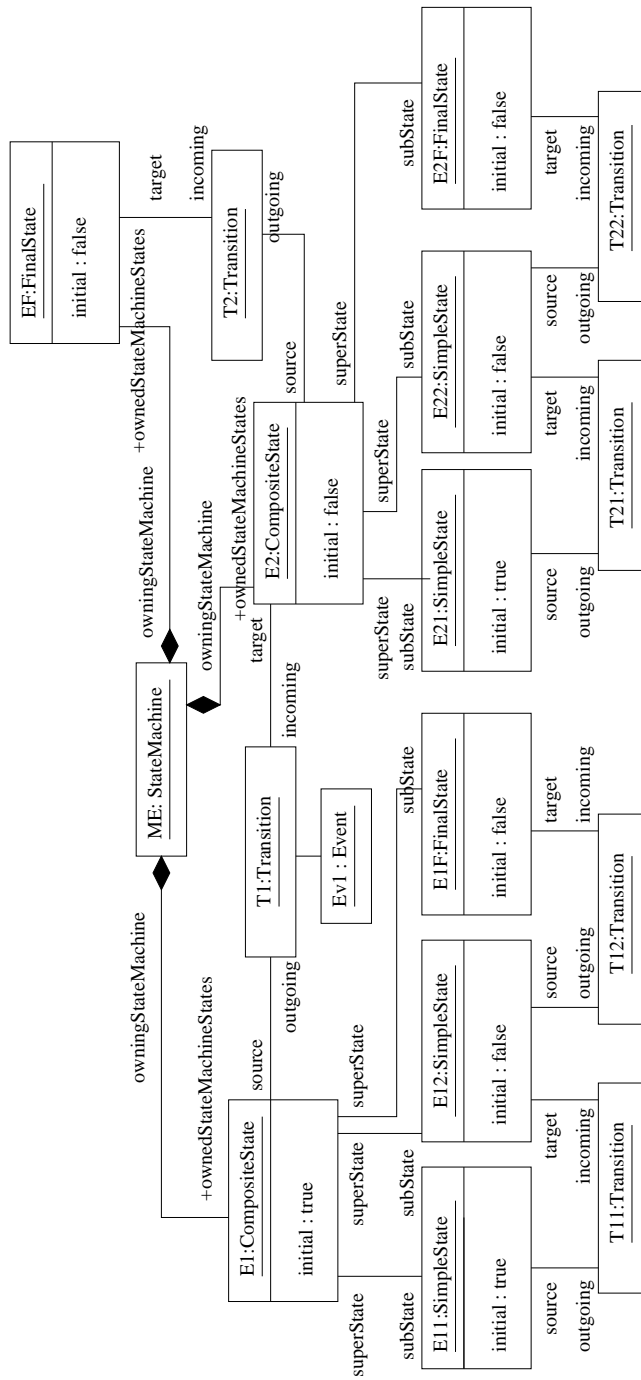 ME: StateMachine
owningStateMachine
owningStateMachine
owningStateMachine
+ownedStateMachineStates
+ownedStateMachineStates
+ownedStateMachineStates
EF:FinalState
initial : false
target
incoming
T2:Transition
outgoing
source
E1:CompositeState
initial : true
source
outgoing
T1:Transition
incoming
target
Ev1 : Event
E2:CompositeState
initial : false
superState
subState
superState
subState
superState
subState
superState
subState
superState
subState
superState
subState
E11:SimpleState
initial : true
E12:SimpleState
initial : false
E1F:FinalState
initial : false
E21:SimpleState
initial : true
E22:SimpleState
initial : false
E2F:FinalState
initial : false
source
outgoing
target
incoming
source
outgoing
target
incoming
source
outgoing
target
incoming
source
outgoing
target
incoming
T11:Transition
T12:Transition
T21:Transition
T22:Transition